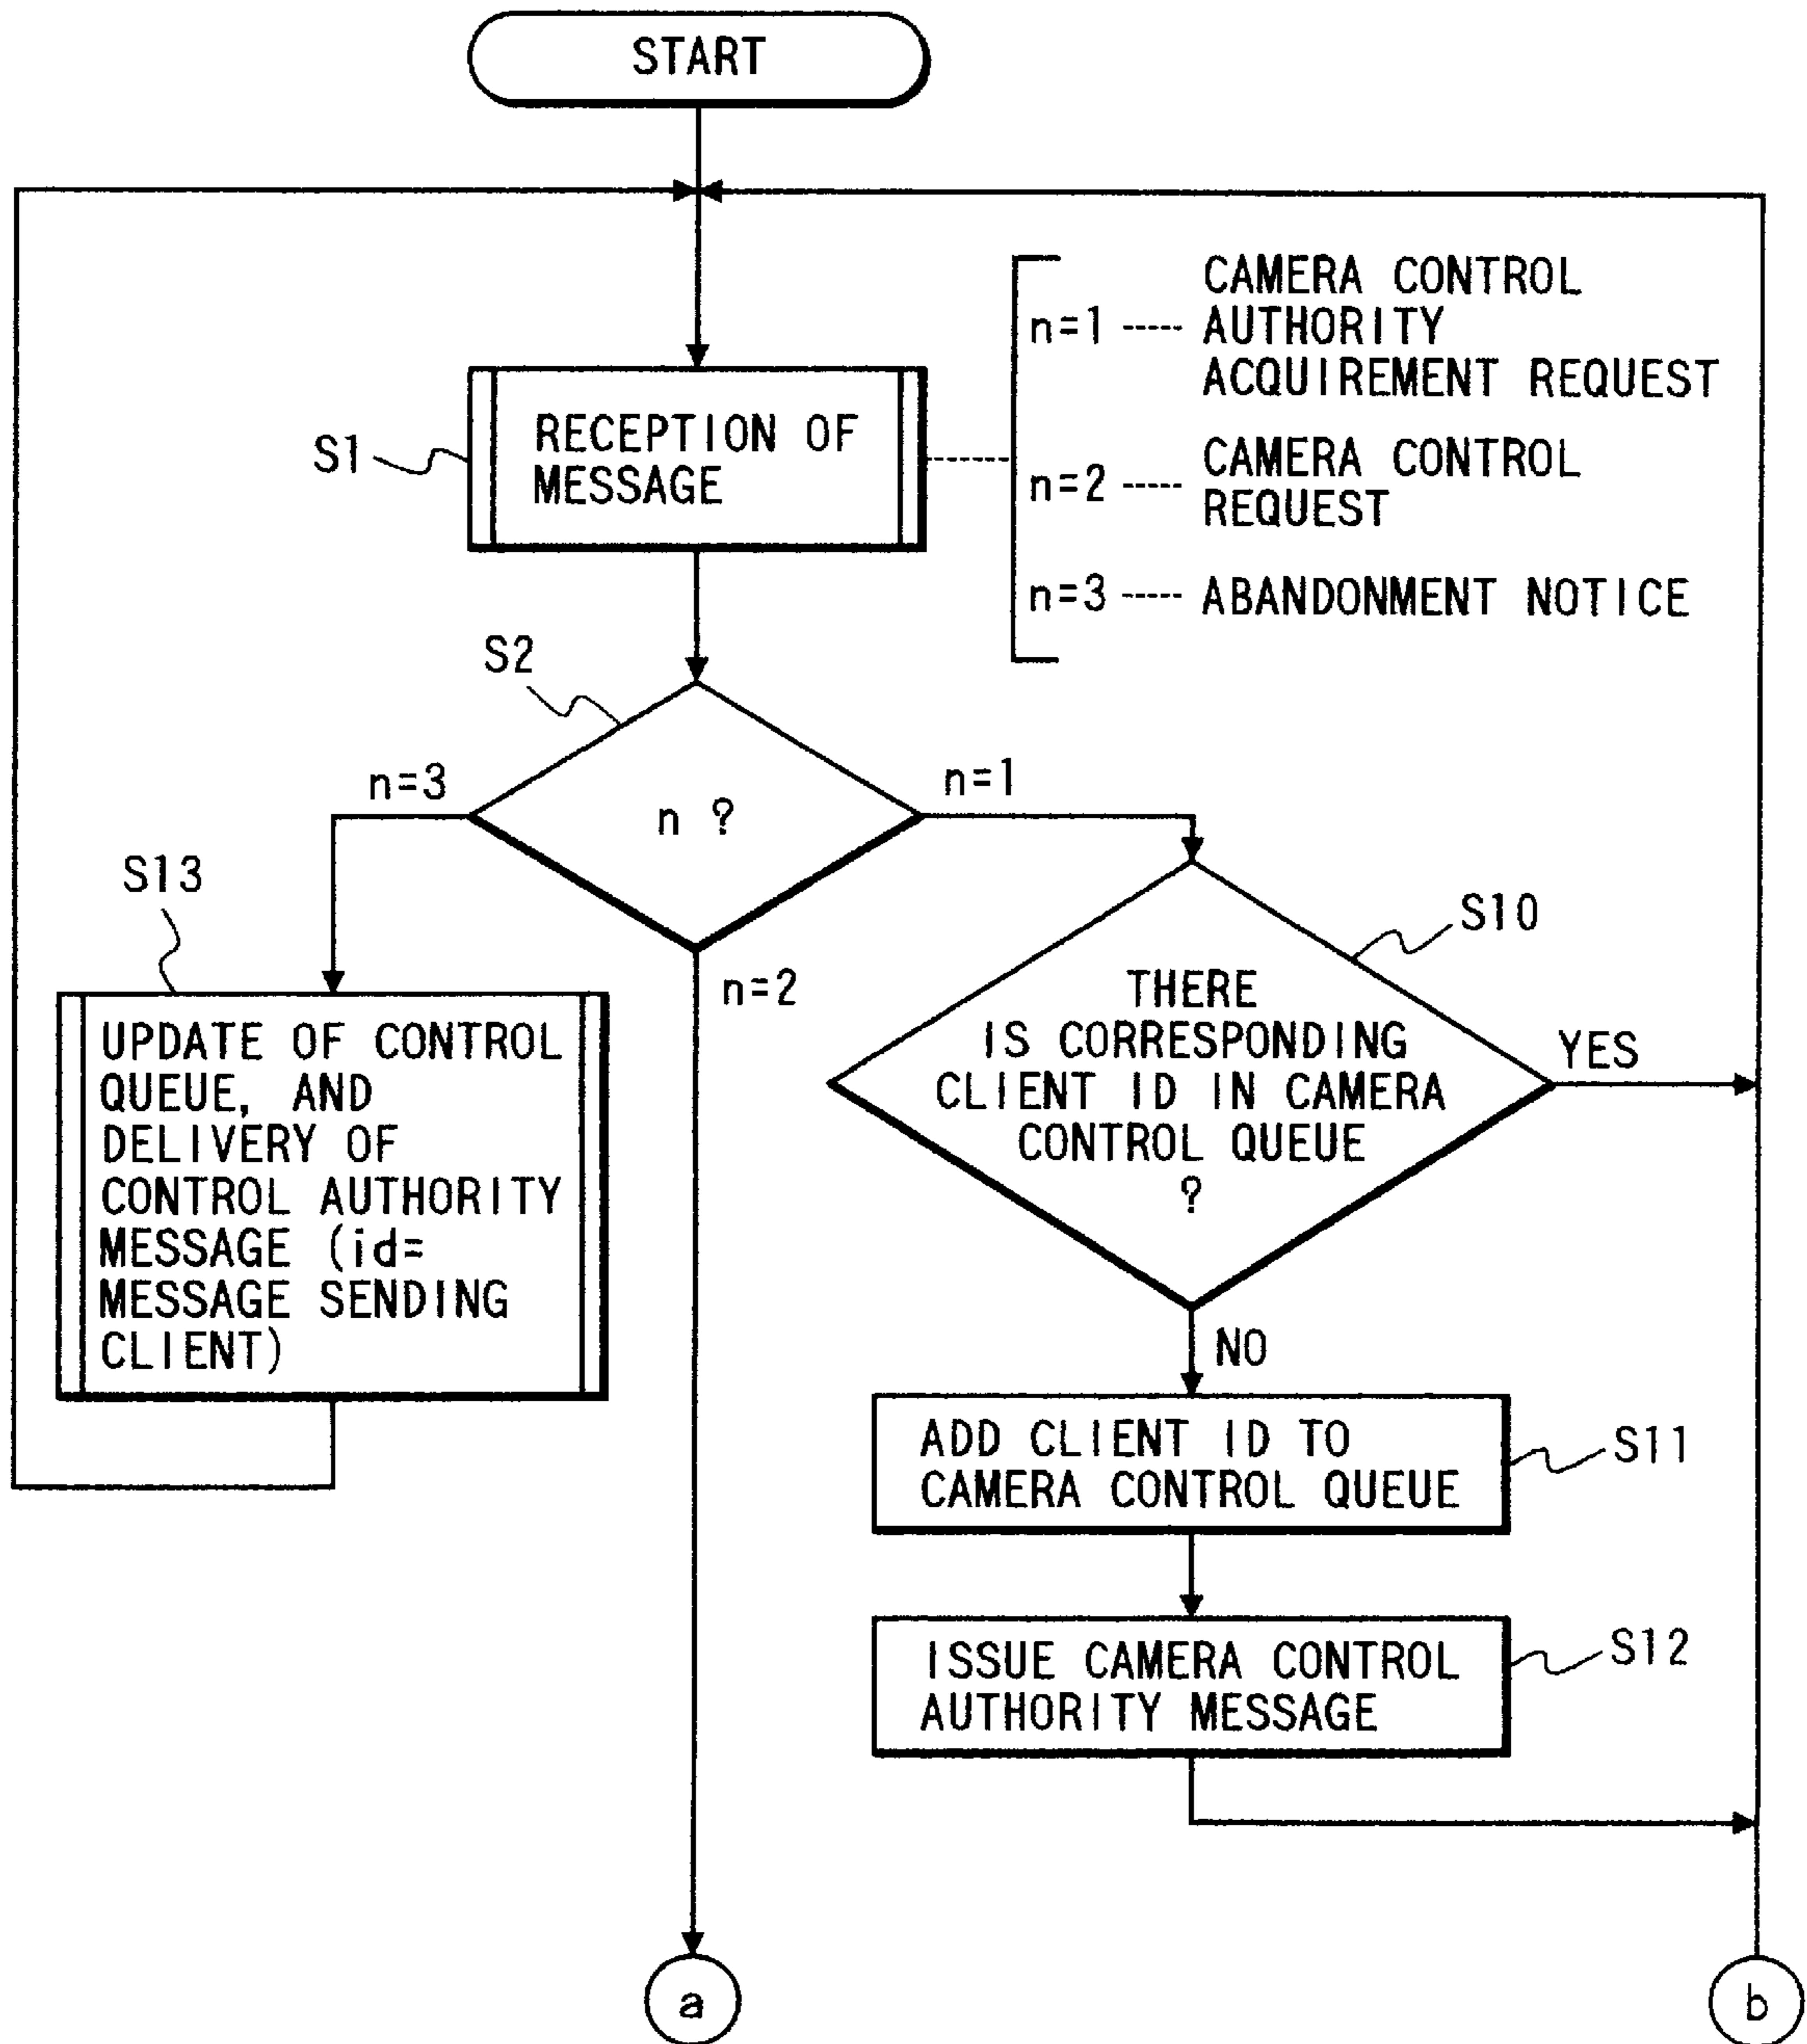 START
CAMERA CONTROL
n=1 ----- AUTHORITY
ACQUIREMENT REQUEST
S1
RECEPTION OF
MESSAGE
CAMERA CONTROL
n=2 ----- REQUEST
n=3 ----- ABANDONMENT NOTICE
S2
n=3
n ?
n=1
n=2
S13
UPDATE OF CONTROL
QUEUE, AND
DELIVERY OF
CONTROL AUTHORITY
MESSAGE (id=
MESSAGE SENDING
CLIENT)
S10
THERE
IS CORRESPONDING
CLIENT ID IN CAMERA
CONTROL QUEUE
?
YES
NO
ADD CLIENT ID TO
CAMERA CONTROL QUEUE
S11
ISSUE CAMERA CONTROL
AUTHORITY MESSAGE
S12
a
b